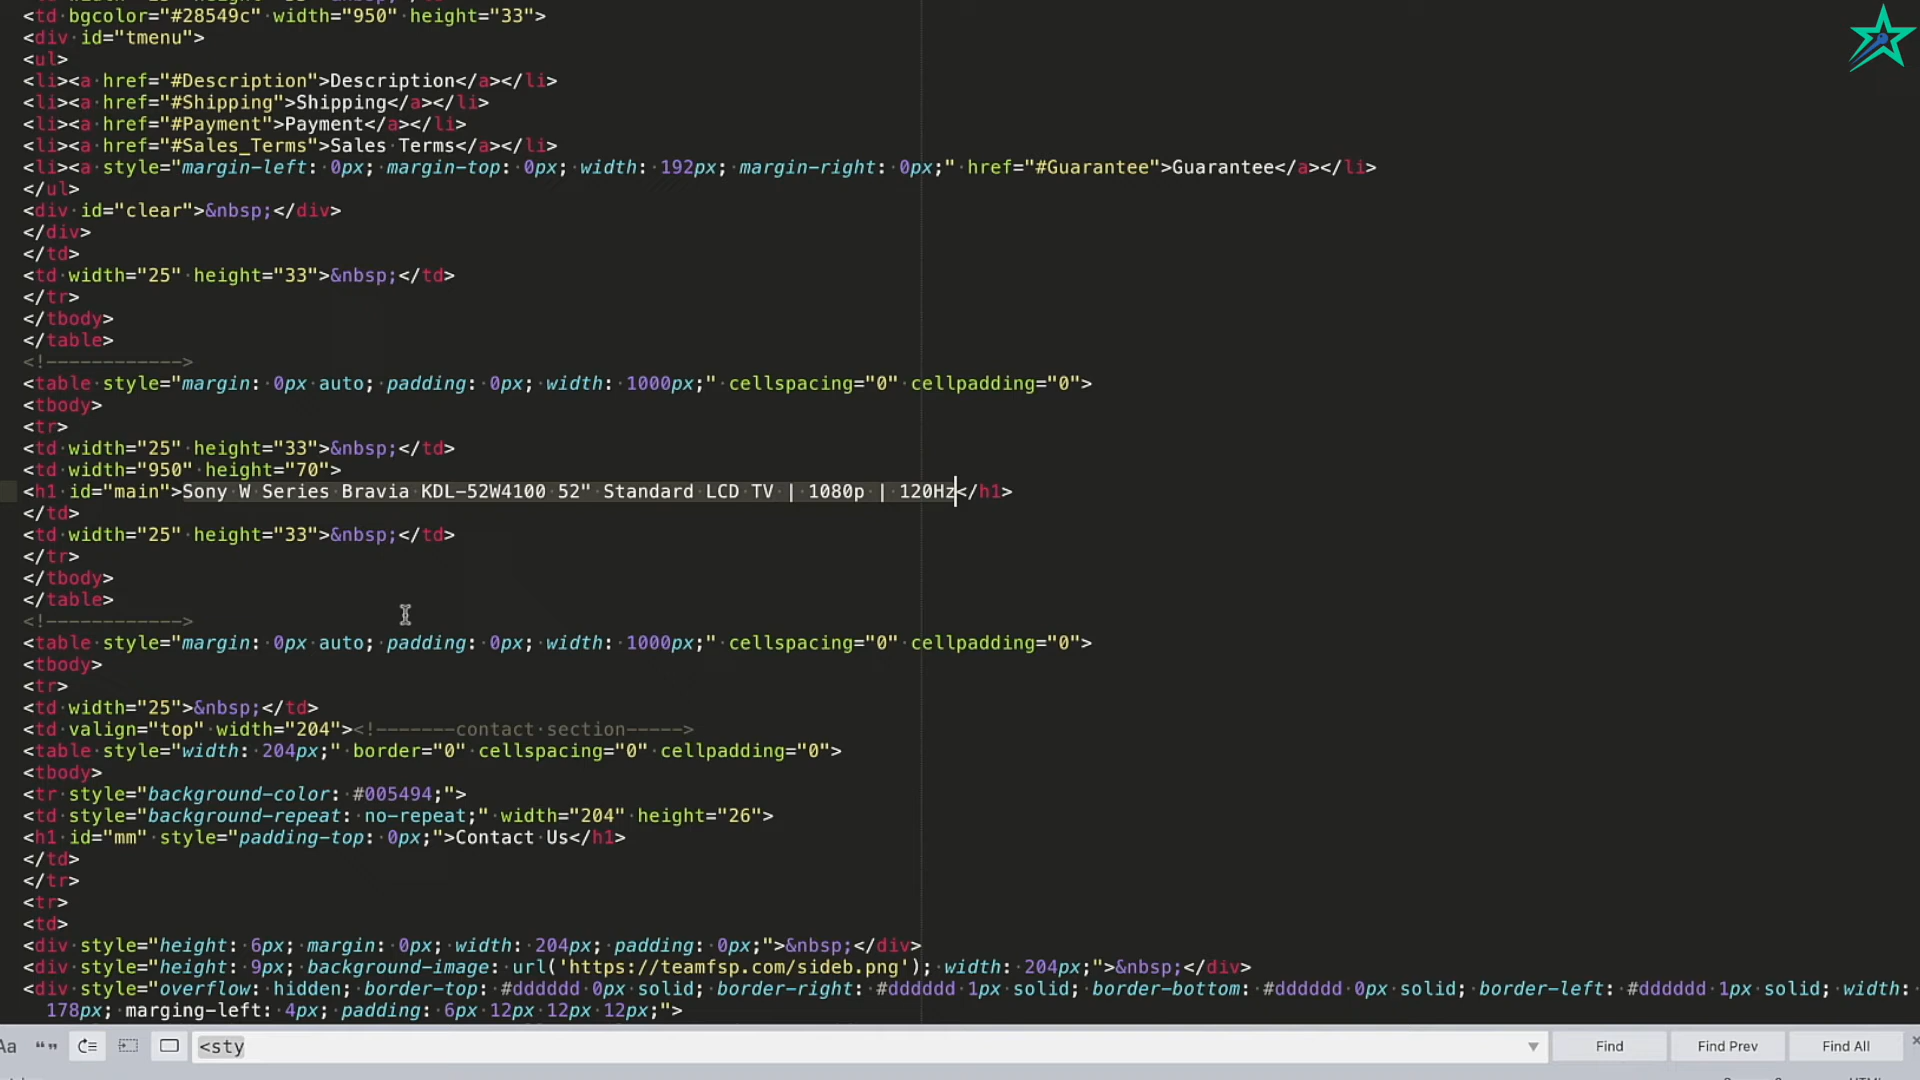 <td bgcolor="#28549c" width="950" height="33">
<div id="tmenu">
<ul>
<li><a href="#Description">Description</a></li>
<li><a href="#Shipping">Shipping</a></li>
<li><a href="#Payment">Payment</a></li>
<li><a href="#Sales_Terms">Sales Terms</a></li>
<li><a style="margin-left: 0px; margin-top: 0px; width: 192px; margin-right: 0px;" href="#Guarantee">Guarantee</a></li>
</ul>
<div id="clear">&nbsp;</div>
</div>
</td>
<td width="25" height="33">&nbsp;</td>
</tr>
</tbody>
</table>
<!------------>
<table style="margin: 0px auto; padding: 0px; width: 1000px;" cellspacing="0" cellpadding="0">
<tbody>
<tr>
<td width="25" height="33">&nbsp;</td>
<td width="950" height="70">
<h1 id="main">Sony W Series Bravia KDL-52W4100 52" Standard LCD TV | 1080p | 120Hz</h1>
</td>
<td width="25" height="33">&nbsp;</td>
</tr>
</tbody>
</table>
<!------------>
<table style="margin: 0px auto; padding: 0px; width: 1000px;" cellspacing="0" cellpadding="0">
<tbody>
<tr>
<td width="25">&nbsp;</td>
<td valign="top" width="204"><!-------contact section----->
<table style="width: 204px;" border="0" cellspacing="0" cellpadding="0">
<tbody>
<tr style="background-color: #005494;">
<td style="background-repeat: no-repeat;" width="204" height="26">
<h1 id="mm" style="padding-top: 0px;">Contact Us</h1>
</td>
</tr>
<tr>
<td>
<div style="height: 6px; margin: 0px; width: 204px; padding: 0px;">&nbsp;</div>
<div style="height: 9px; background-image: url('https://teamfsp.com/sideb.png'); width: 204px;">&nbsp;</div>
<div style="overflow: hidden; border-top: #dddddd 0px solid; border-right: #dddddd 1px solid; border-bottom: #dddddd 0px solid; border-left: #dddddd 1px solid; width:
178px; marging-left: 4px; padding: 6px 12px 12px 12px;">
Aa
<sty
Find
Find Prev
Find All